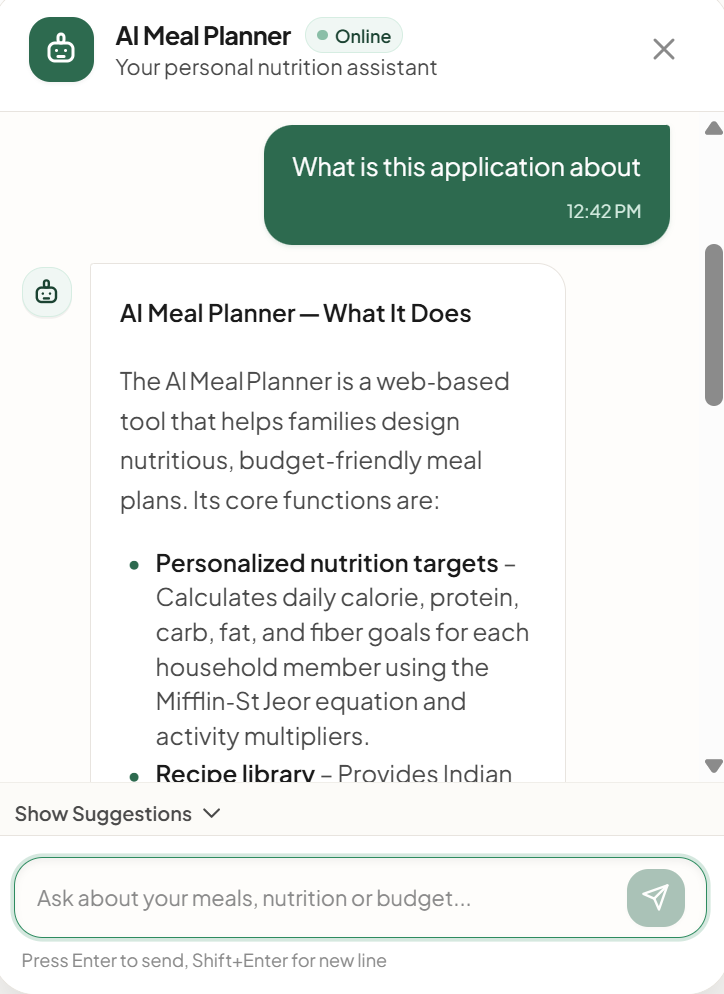 AI Meal Planner
Online
Your personal nutrition assistant
What is this application about
12:42 PM
AI Meal Planner — What It Does
The AI Meal Planner is a web-based
tool that helps families design
nutritious, budget-friendly meal
plans. Its core functions are:
• Personalized nutrition targets –
Calculates daily calorie, protein,
carb, fat, and fiber goals for each
household member using the
Mifflin-St Jeor equation and
activity multipliers.
• Recipe library – Provides Indian
Show Suggestions
Ask about your meals, nutrition or budget...
Press Enter to send, Shift+Enter for new line